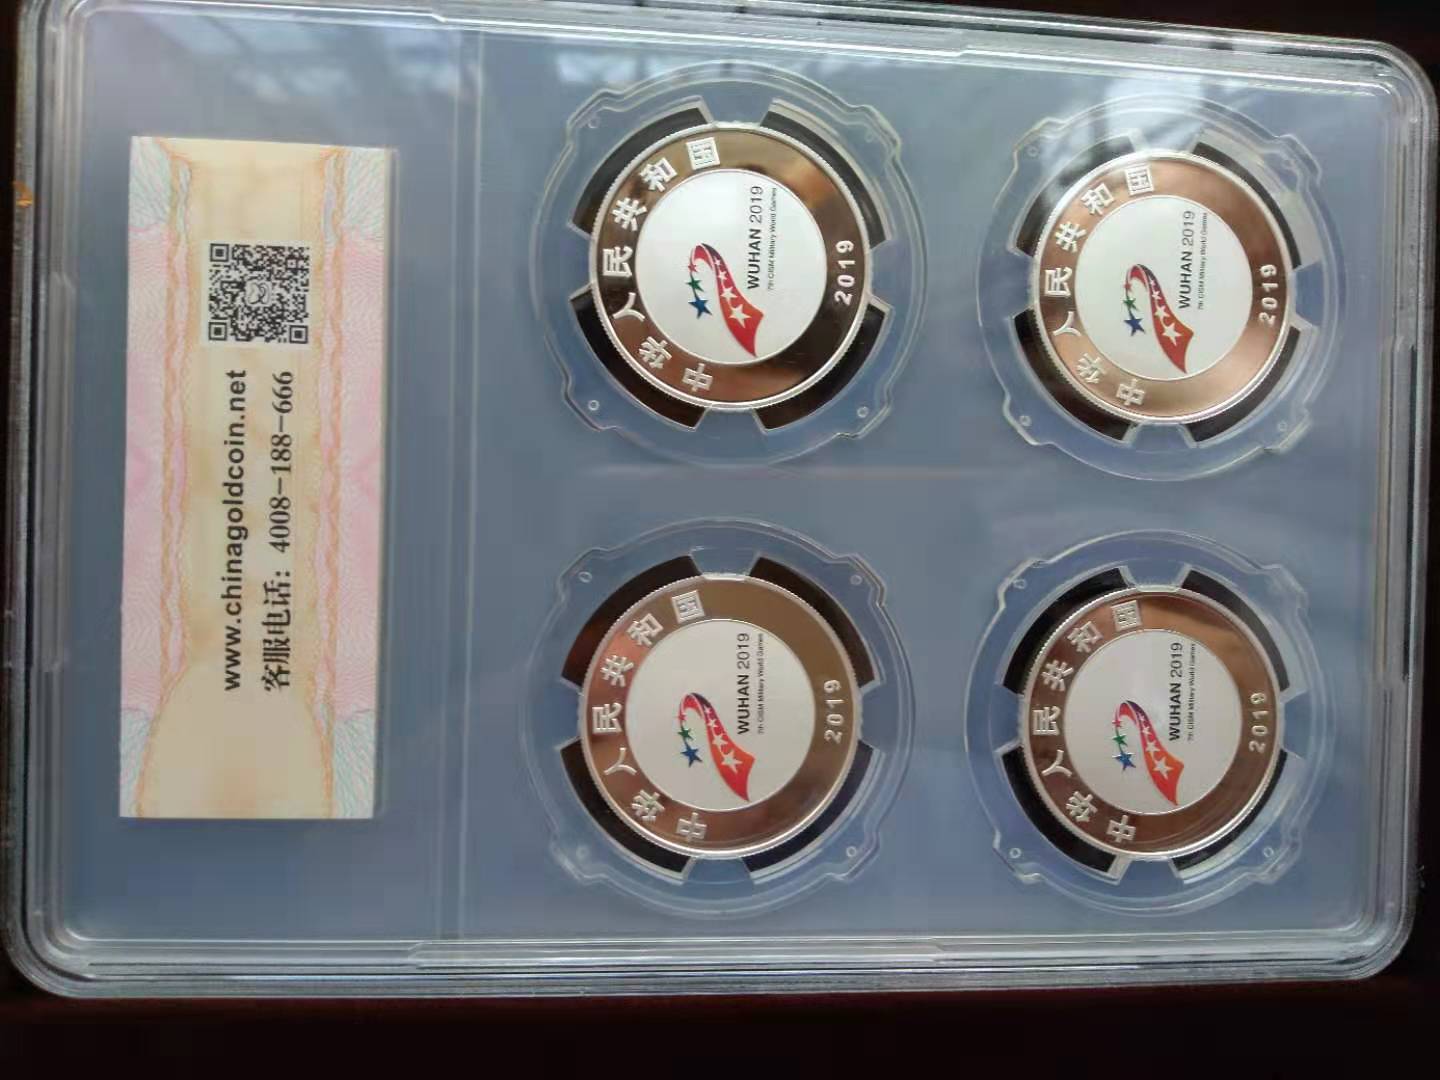 www.chinagoldcoin.net
客服电话：4008-188-666
中华人民共和国
WUHAN 2019
7th CISM Military World Games
2019
中华人民共和国
WUHAN 2019
7th CISM Military World Games
2019
中华人民共和国
WUHAN 2019
7th CISM Military World Games
2019
中华人民共和国
WUHAN 2019
7th CISM Military World Games
2019